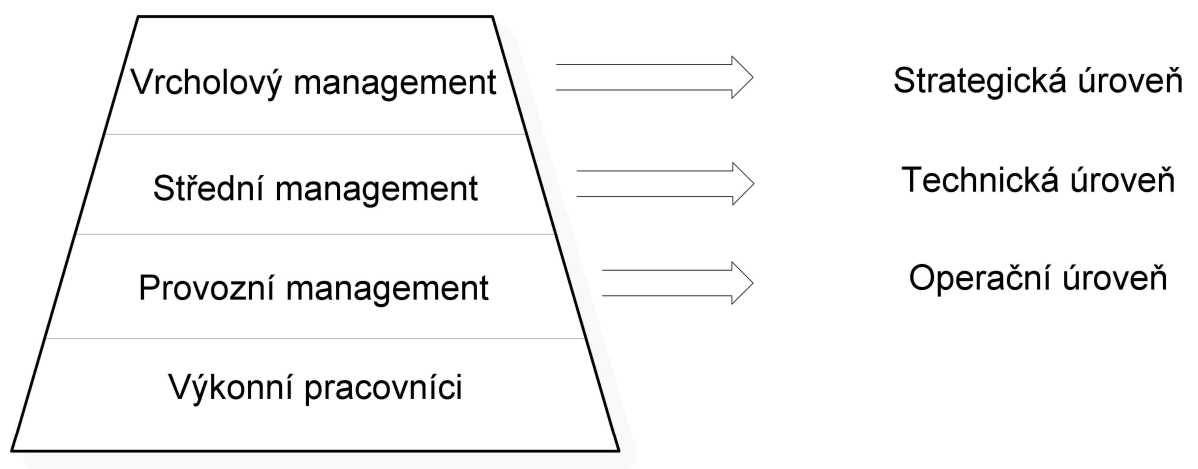 Vrcholový management
Strategická úroveň
Střední management
Technická úroveň
Provozní management
Operační úroveň
Výkonní pracovníci